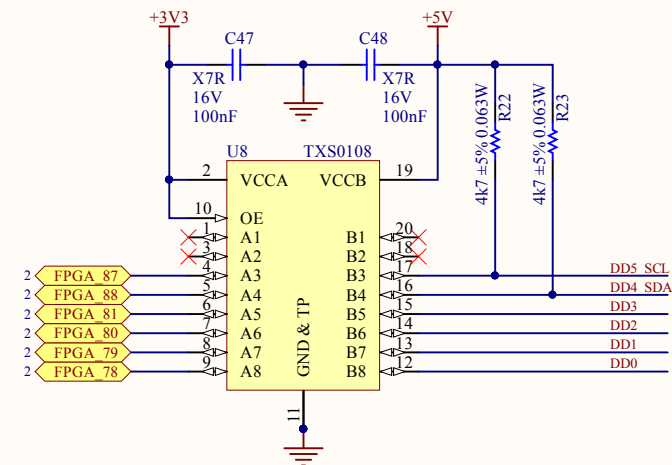 +3V3
+5V
C47
C48
X7R
16V
100nF
X7R
16V
100nF
4k7 ±5% 0.063W
R22
4k7 ±5% 0.063W
R23
U8
TXS0108
2
VCCA
VCCB
19
10
OE
1
A1
B1
20
3
A2
B2
18
2
FPGA_87
4
A3
B3
17
DD5_SCL
2
FPGA_88
5
A4
B4
16
DD4_SDA
2
FPGA_81
6
A5
B5
15
DD3
2
FPGA_80
7
A6
B6
14
DD2
2
FPGA_79
8
A7
B7
13
DD1
2
FPGA_78
9
A8
B8
12
DD0
GND & TP
11